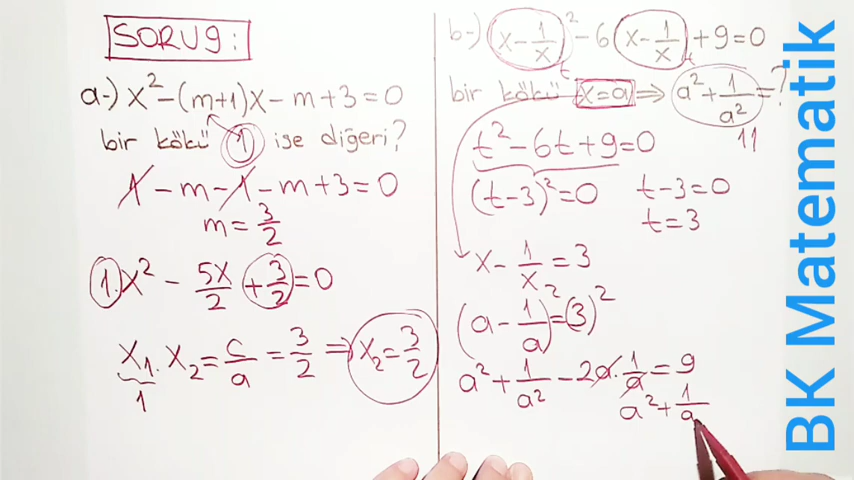 SORU 9:
a-) x² - (m+1)x - m + 3 = 0
bir kökü 1 ise diğeri?
1 - m - 1 - m + 3 = 0
m = 3/2
1.x² - 5x/2 + 3/2 = 0
x₁ . x₂ = c/a = 3/2 ⇒ x₂ = 3/2
1
b-) (x - 1/x)² - 6(x - 1/x) + 9 = 0
t t
bir kökü x=a ⇒ a² + 1/a² = ?
11
t² - 6t + 9 = 0
(t-3)² = 0 t-3=0
t=3
x - 1/x = 3
(a - 1/a)² = (3)²
a² + 1/a² - 2a . 1/a = 9
a² + 1/a
BK Matematik